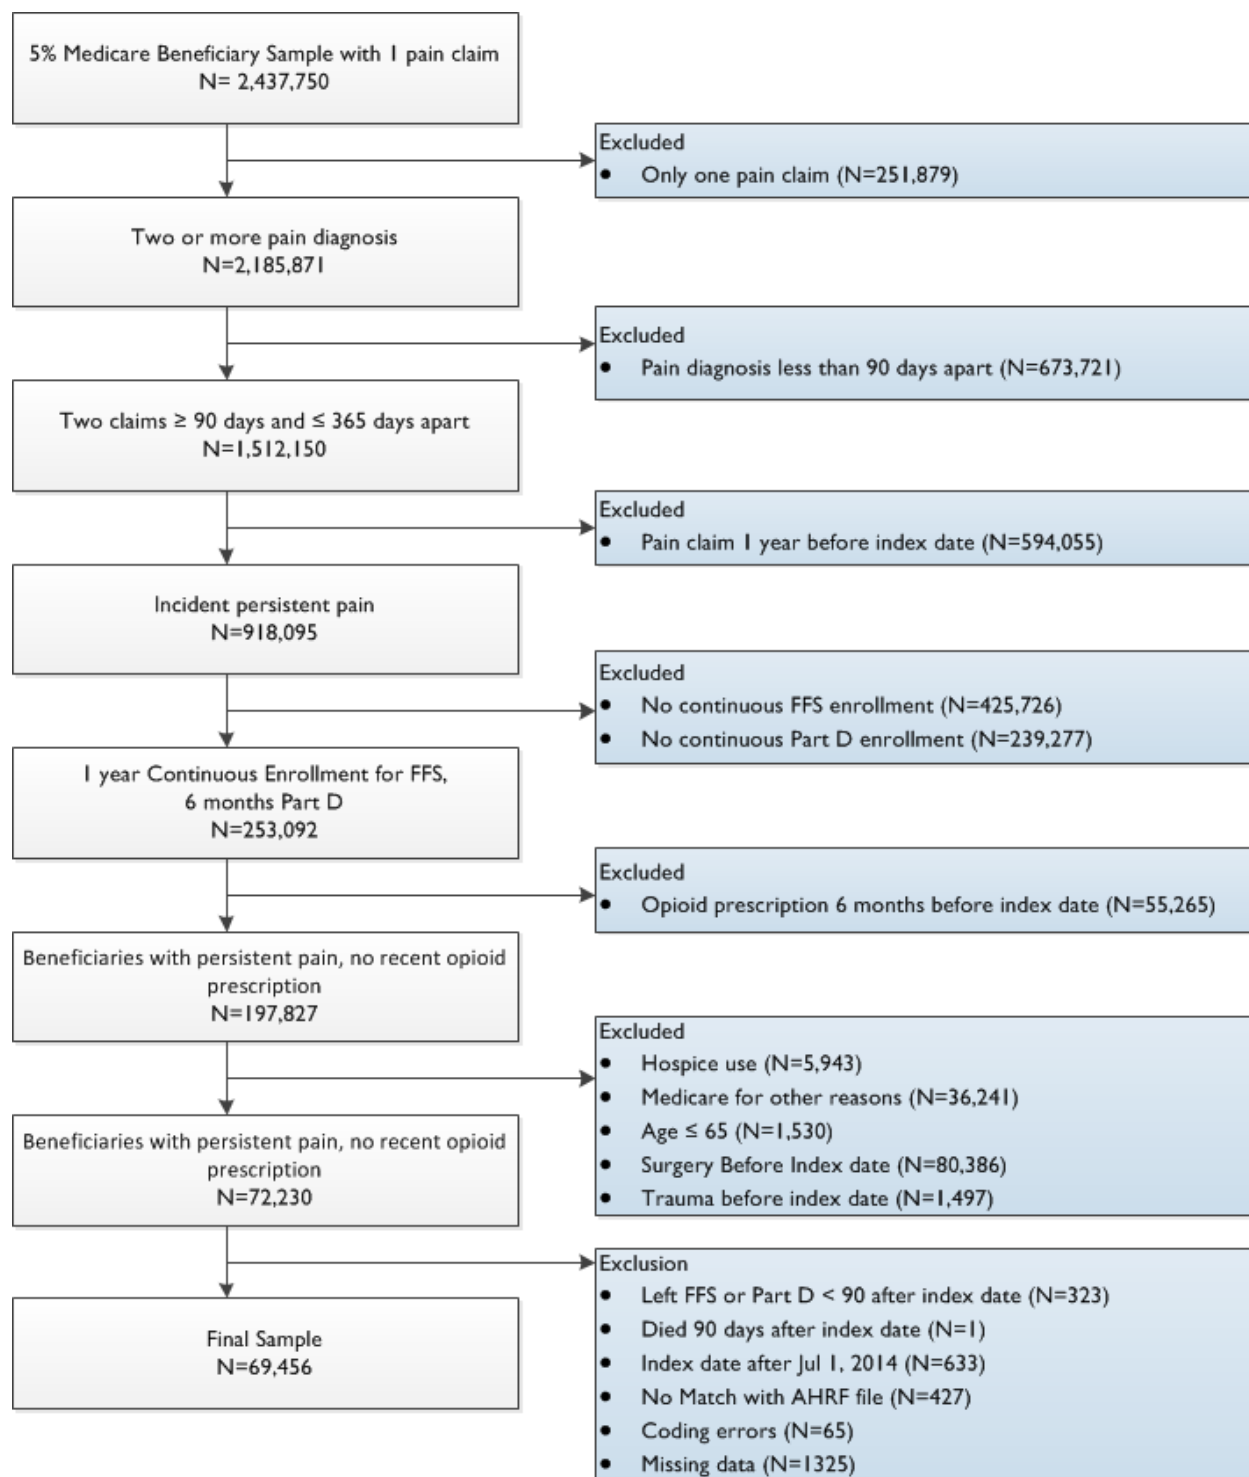 5% Medicare Beneficiary Sample with 1 pain claim
N= 2,437,750
Excluded
• Only one pain claim (N=251,879)
Two or more pain diagnosis
N=2,185,871
Excluded
• Pain diagnosis less than 90 days apart (N=673,721)
Two claims ≥ 90 days and ≤ 365 days apart
N=1,512,150
Excluded
• Pain claim 1 year before index date (N=594,055)
Incident persistent pain
N=918,095
Excluded
• No continuous FFS enrollment (N=425,726)
• No continuous Part D enrollment (N=239,277)
1 year Continuous Enrollment for FFS,
6 months Part D
N=253,092
Excluded
• Opioid prescription 6 months before index date (N=55,265)
Beneficiaries with persistent pain, no recent opioid
prescription
N=197,827
Excluded
• Hospice use (N=5,943)
• Medicare for other reasons (N=36,241)
• Age ≤ 65 (N=1,530)
• Surgery Before Index date (N=80,386)
• Trauma before index date (N=1,497)
Beneficiaries with persistent pain, no recent opioid
prescription
N=72,230
Exclusion
• Left FFS or Part D < 90 after index date (N=323)
• Died 90 days after index date (N=1)
• Index date after Jul 1, 2014 (N=633)
• No Match with AHRF file (N=427)
• Coding errors (N=65)
• Missing data (N=1325)
Final Sample
N=69,456